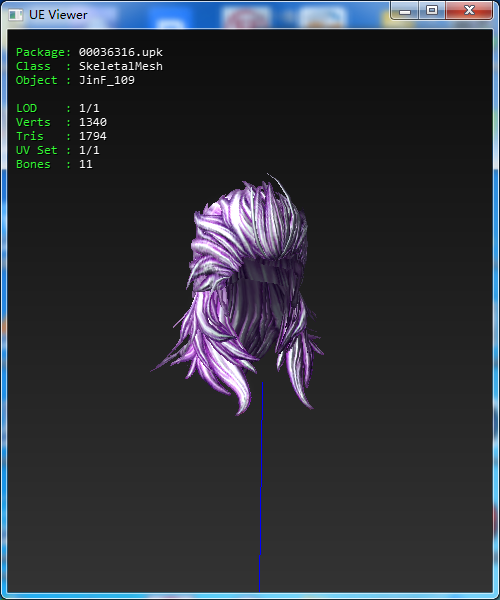 UE Viewer
Package: 00036316.upk
Class : SkeletalMesh
Object : JinF_109
LOD : 1/1
Verts : 1340
Tris : 1794
UV Set : 1/1
Bones : 11